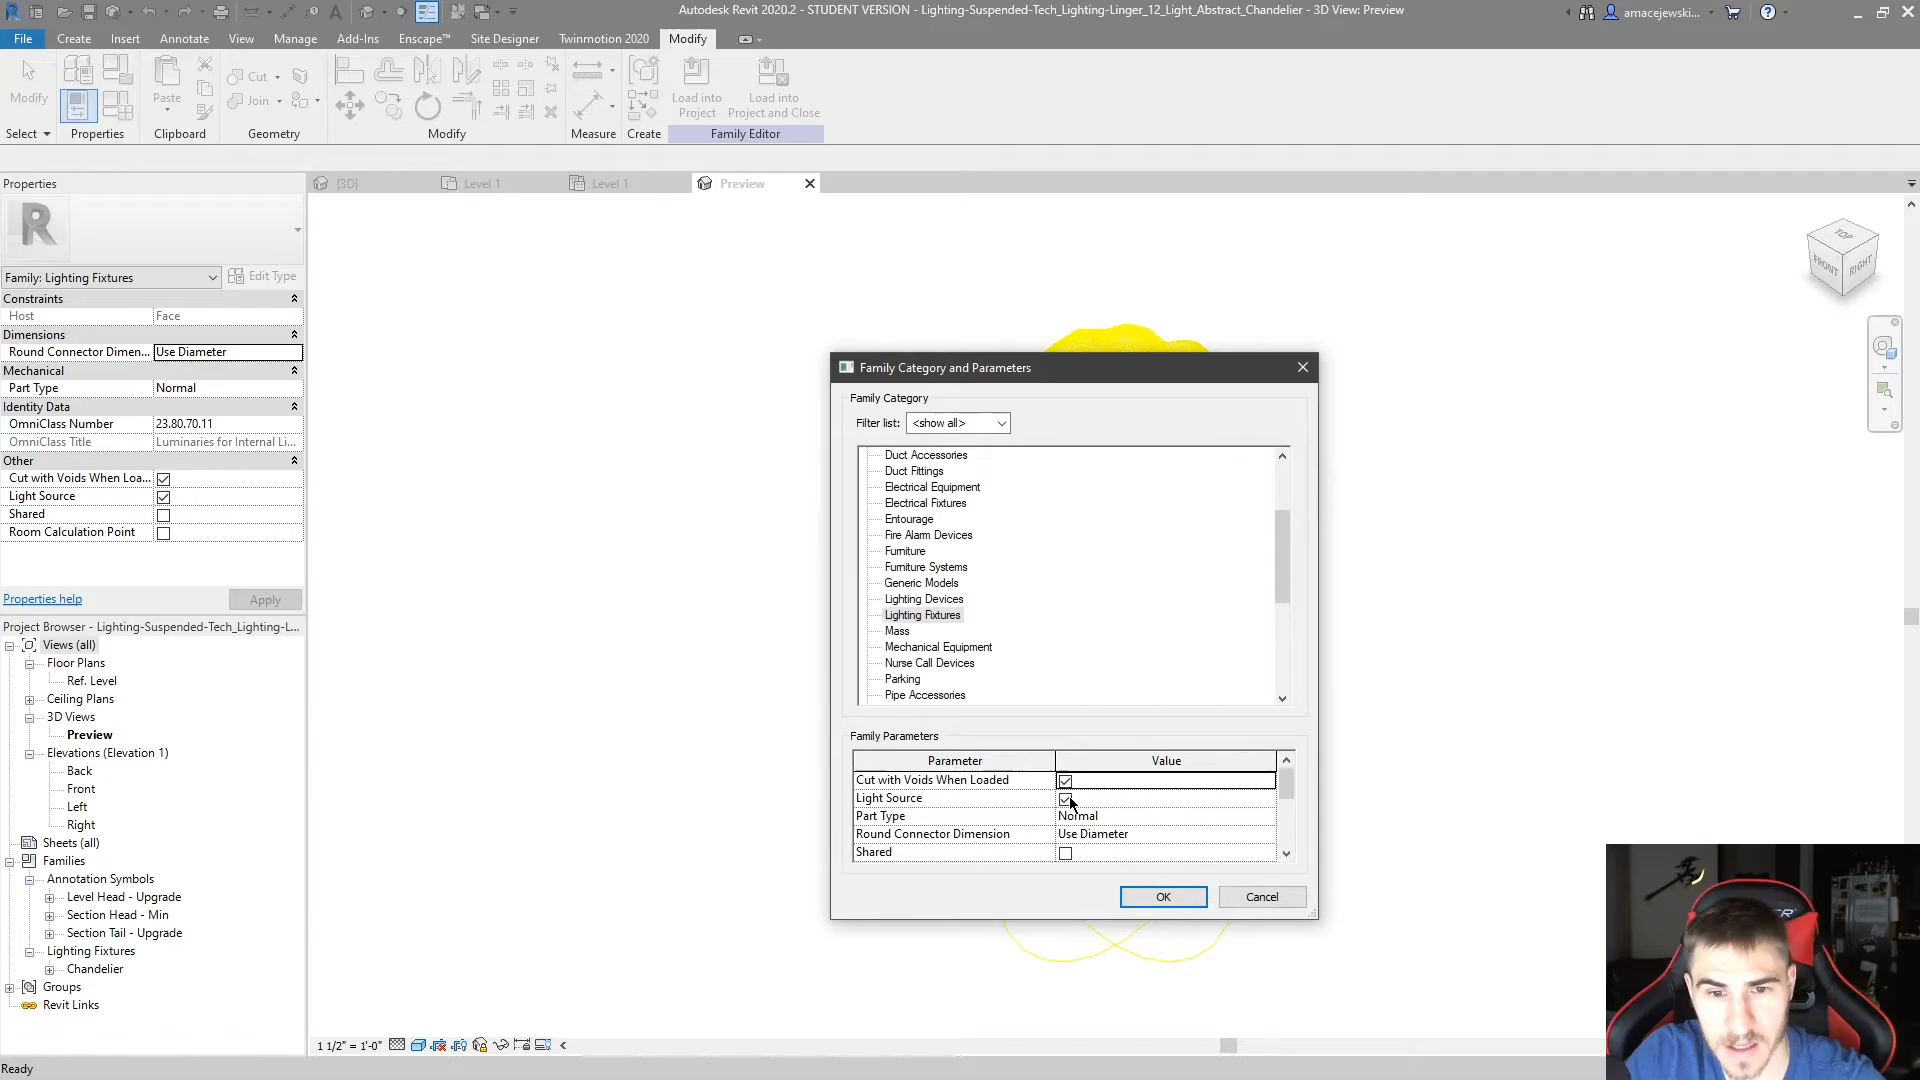 Autodesk Revit 2020.2 - STUDENT VERSION - Lighting-Suspended-Tech_Lighting-Linger_12_Light_Abstract_Chandelier - 3D View: Preview
amacejewski...
File Create Insert Annotate View Manage Add-Ins Enscape™ Site Designer Twinmotion 2020 Modify
Modify
Paste
Cut
Join
Load into Project
Load into Project and Close
Select Properties Clipboard Geometry Modify Measure Create Family Editor
Properties
{3D}
Level 1
Level 1
Preview
TOP
FRONT
RIGHT
R
Family: Lighting Fixtures
Edit Type
Constraints
Host Face
Dimensions
Round Connector Dimen... Use Diameter
Mechanical
Part Type Normal
Identity Data
OmniClass Number 23.80.70.11
OmniClass Title Luminaries for Internal Li...
Other
Cut with Voids When Loa...
Light Source
Shared
Room Calculation Point
Properties help
Apply
Project Browser - Lighting-Suspended-Tech_Lighting-L...
Views (all)
Floor Plans
Ref. Level
Ceiling Plans
3D Views
Preview
Elevations (Elevation 1)
Back
Front
Left
Right
Sheets (all)
Families
Annotation Symbols
Level Head - Upgrade
Section Head - Min
Section Tail - Upgrade
Lighting Fixtures
Chandelier
Groups
Revit Links
Family Category and Parameters
Family Category
Filter list: <show all>
Duct Accessories
Duct Fittings
Electrical Equipment
Electrical Fixtures
Entourage
Fire Alarm Devices
Furniture
Furniture Systems
Generic Models
Lighting Devices
Lighting Fixtures
Mass
Mechanical Equipment
Nurse Call Devices
Parking
Pipe Accessories
Family Parameters
Parameter Value
Cut with Voids When Loaded
Light Source
Part Type Normal
Round Connector Dimension Use Diameter
Shared
OK Cancel
1 1/2" = 1'-0"
Ready